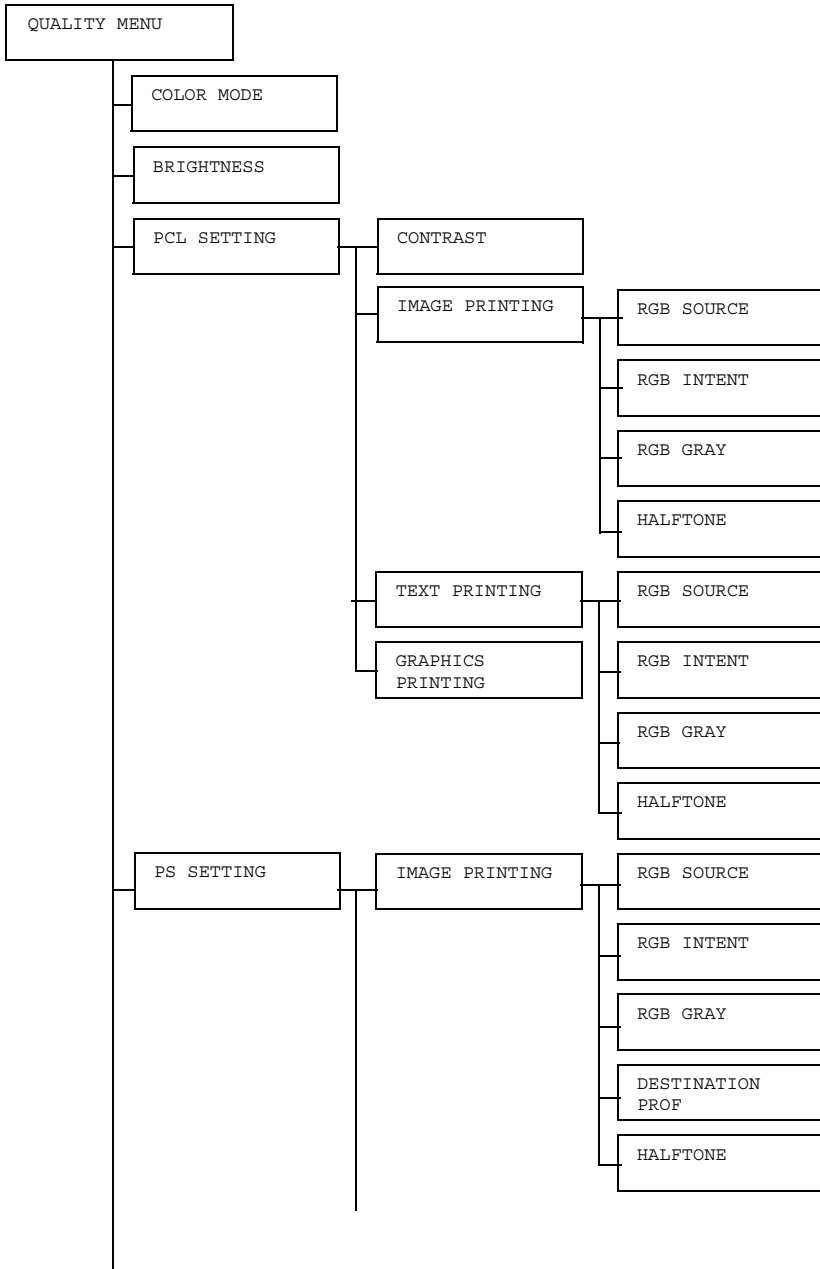 QUALITY MENU
COLOR MODE
BRIGHTNESS
PCL SETTING
CONTRAST
IMAGE PRINTING
RGB SOURCE
RGB INTENT
RGB GRAY
HALFTONE
TEXT PRINTING
RGB SOURCE
GRAPHICS
PRINTING
RGB INTENT
RGB GRAY
HALFTONE
PS SETTING
IMAGE PRINTING
RGB SOURCE
RGB INTENT
RGB GRAY
DESTINATION
PROF
HALFTONE